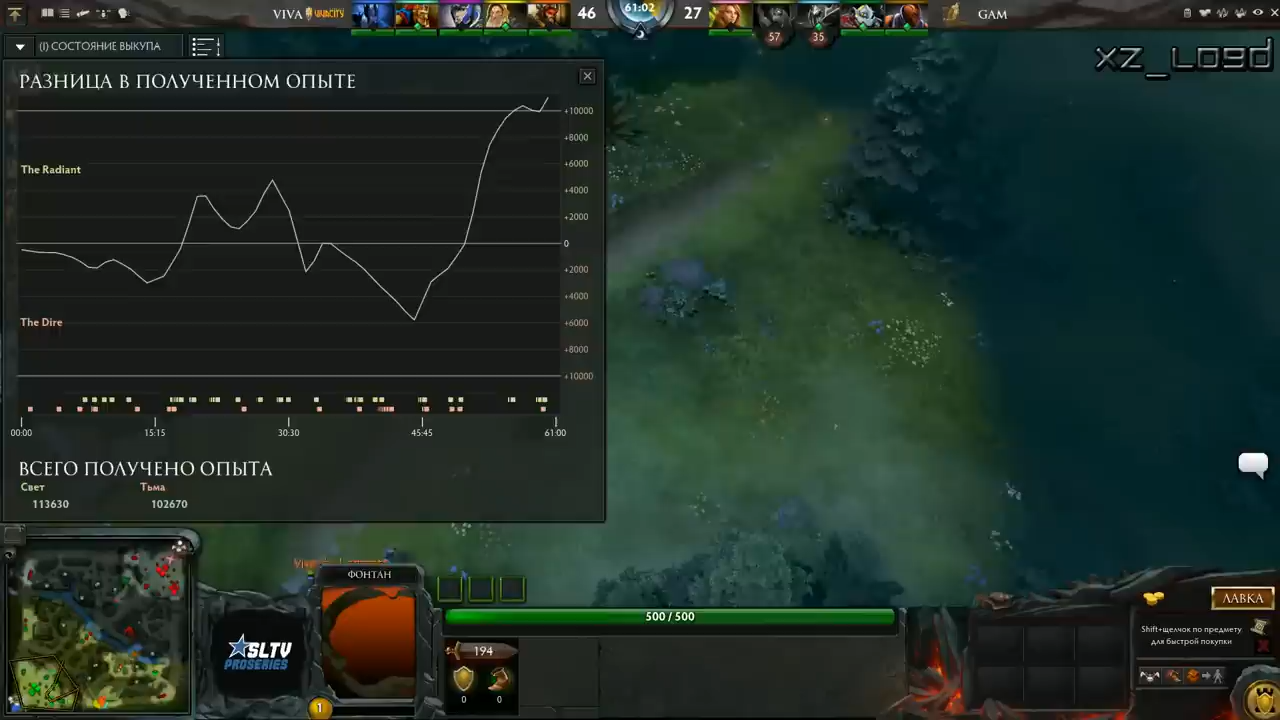 VIVA VIVACITY 46 61:02 27 GAM
57 35
(I) СОСТОЯНИЕ ВЫКУПА
xz_Logd
РАЗНИЦА В ПОЛУЧЕННОМ ОПЫТЕ
+10000
+8000
The Radiant
+6000
+4000
+2000
0
+2000
+4000
The Dire
+6000
+8000
+10000
00:00 15:15 30:30 45:45 61:00
ВСЕГО ПОЛУЧЕНО ОПЫТА
Свет Тьма
113630 102670
ФОНТАН
500 / 500
ЛАВКА
Shift+щелчок по предмету
для быстрой покупки
SLTV
PROSERIES
194
0 0
1